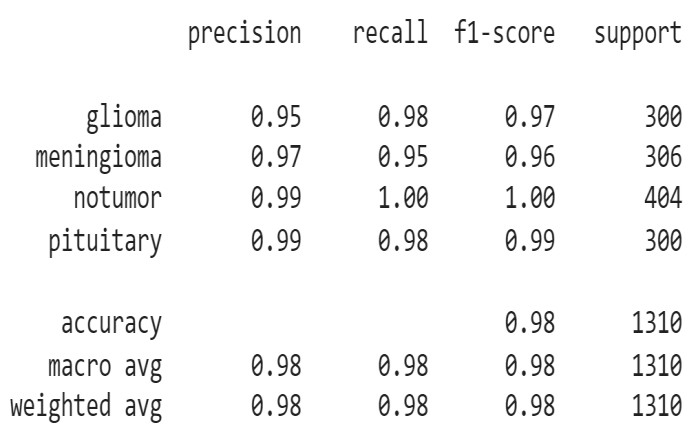 precision recall f1-score support
glioma 0.95 0.98 0.97 300
meningioma 0.97 0.95 0.96 306
notumor 0.99 1.00 1.00 404
pituitary 0.99 0.98 0.99 300
accuracy 0.98 1310
macro avg 0.98 0.98 0.98 1310
weighted avg 0.98 0.98 0.98 1310